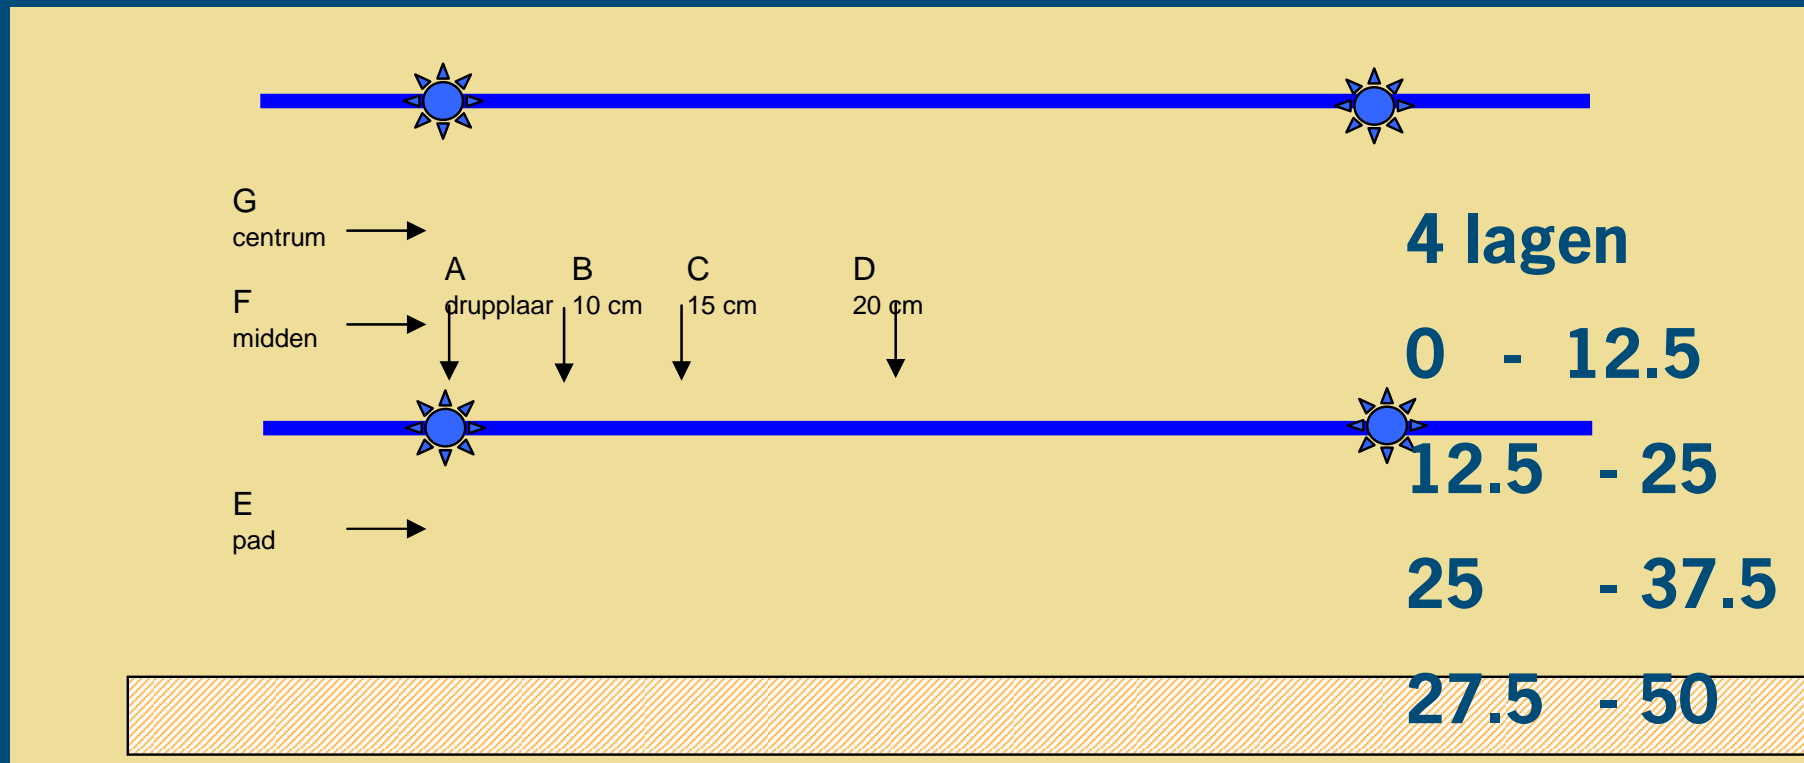 G
centrum
F
midden
A
drupplaar
B
10 cm
C
15 cm
D
20 cm
E
pad
4 lagen
0 - 12.5
12.5 - 25
25 - 37.5
27.5 - 50